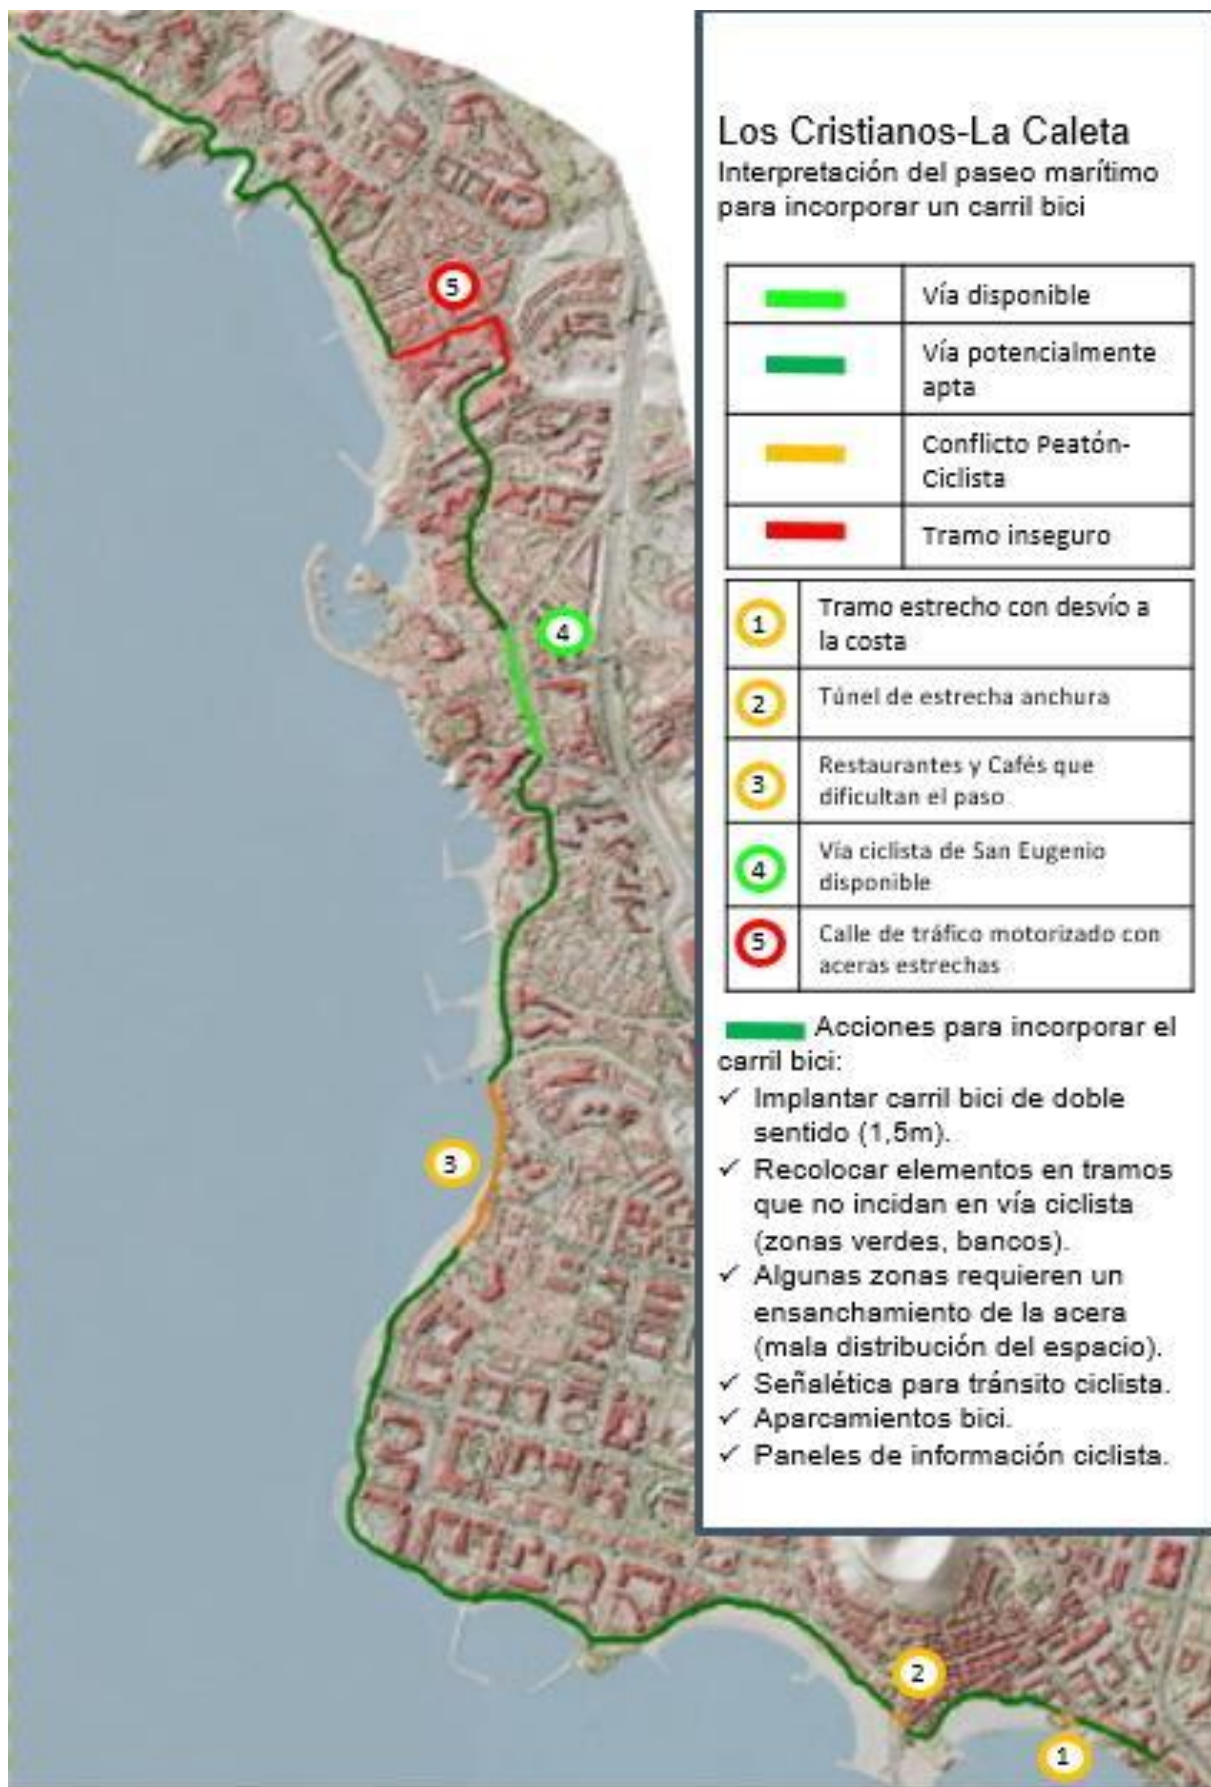 Los Cristianos-La Caleta
Interpretación del paseo marítimo
para incorporar un carril bici
Vía disponible
Vía potencialmente
apta
Conflicto Peatón-
Ciclista
Tramo inseguro
1 Tramo estrecho con desvío a
la costa
2 Túnel de estrecha anchura
3 Restaurantes y Cafés que
dificultan el paso
4 Vía ciclista de San Eugenio
disponible
5 Calle de tráfico motorizado con
aceras estrechas
Acciones para incorporar el
carril bici:
✓ Implantar carril bici de doble
sentido (1,5m).
✓ Recolocar elementos en tramos
que no incidan en vía ciclista
(zonas verdes, bancos).
✓ Algunas zonas requieren un
ensanchamiento de la acera
(mala distribución del espacio).
✓ Señalética para tránsito ciclista.
✓ Aparcamientos bici.
✓ Paneles de información ciclista.
5
4
3
2
1